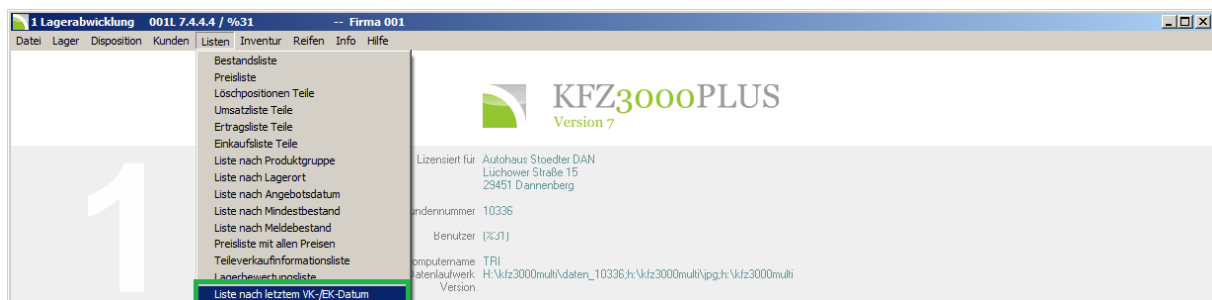 1 Lagerabwicklung 001L 7.4.4.4 / %31 -- Firma 001
Datei Lager Disposition Kunden Listen Inventur Reifen Info Hilfe
Bestandsliste
Preisliste
Löschpositionen Teile
Umsatzliste Teile
Ertragsliste Teile
Einkaufsliste Teile
Liste nach Produktgruppe
Liste nach Lagerort
Liste nach Angebotsdatum
Liste nach Mindestbestand
Liste nach Meldebestand
Preisliste mit allen Preisen
Teileverkaufinformationsliste
Lagerbewertungsliste
Liste nach letztem VK-/EK-Datum
KFZ3000PLUS
Version 7
1
Lizensiert für Autohaus Stoedter DAN
Lüchower Straße 15
29451 Dannenberg
undennummer 10336
Benutzer (%31)
omputername TRI
Datenlaufwerk H:\kfz3000multi\daten_10336;h:\kfz3000multi\jpg;h:\kfz3000multi
Version